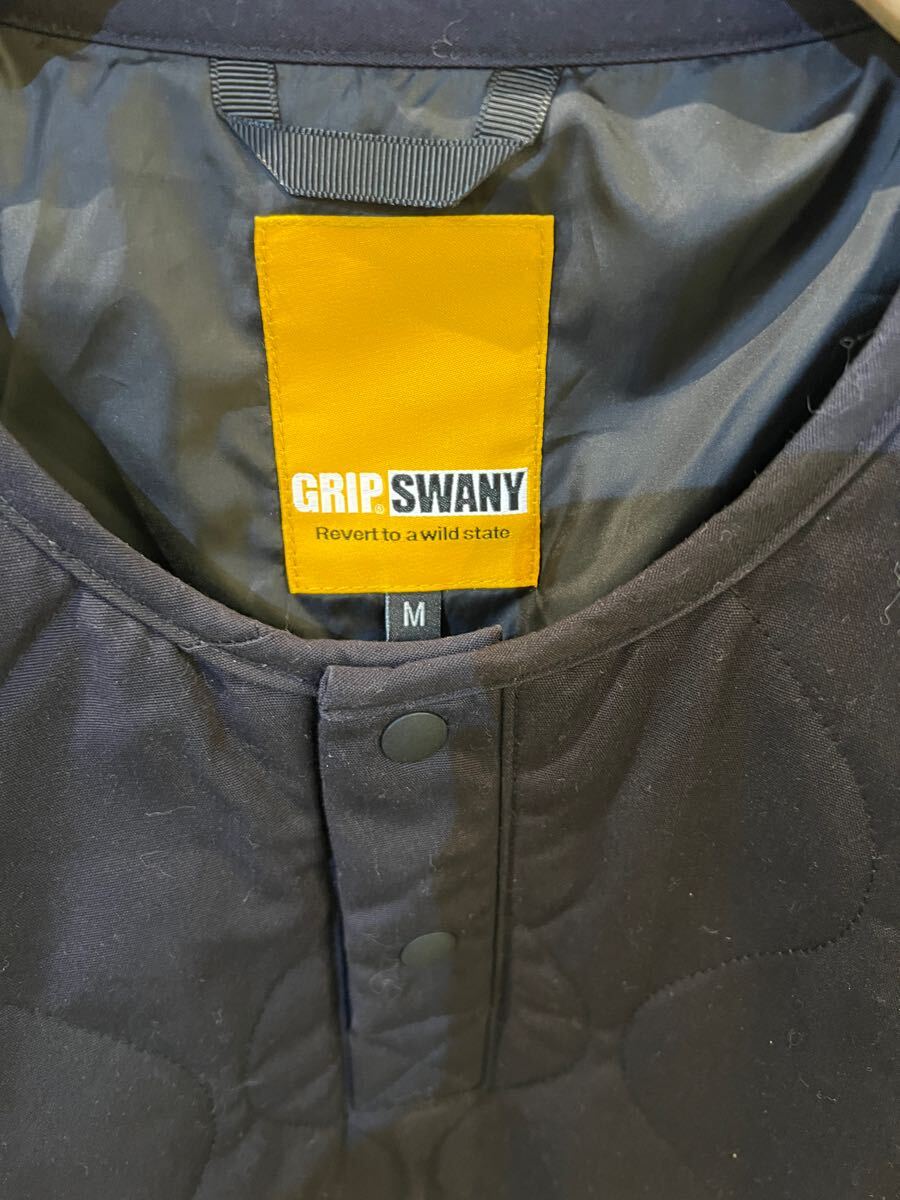 GRIP® SWANY
Revert to a wild state
M